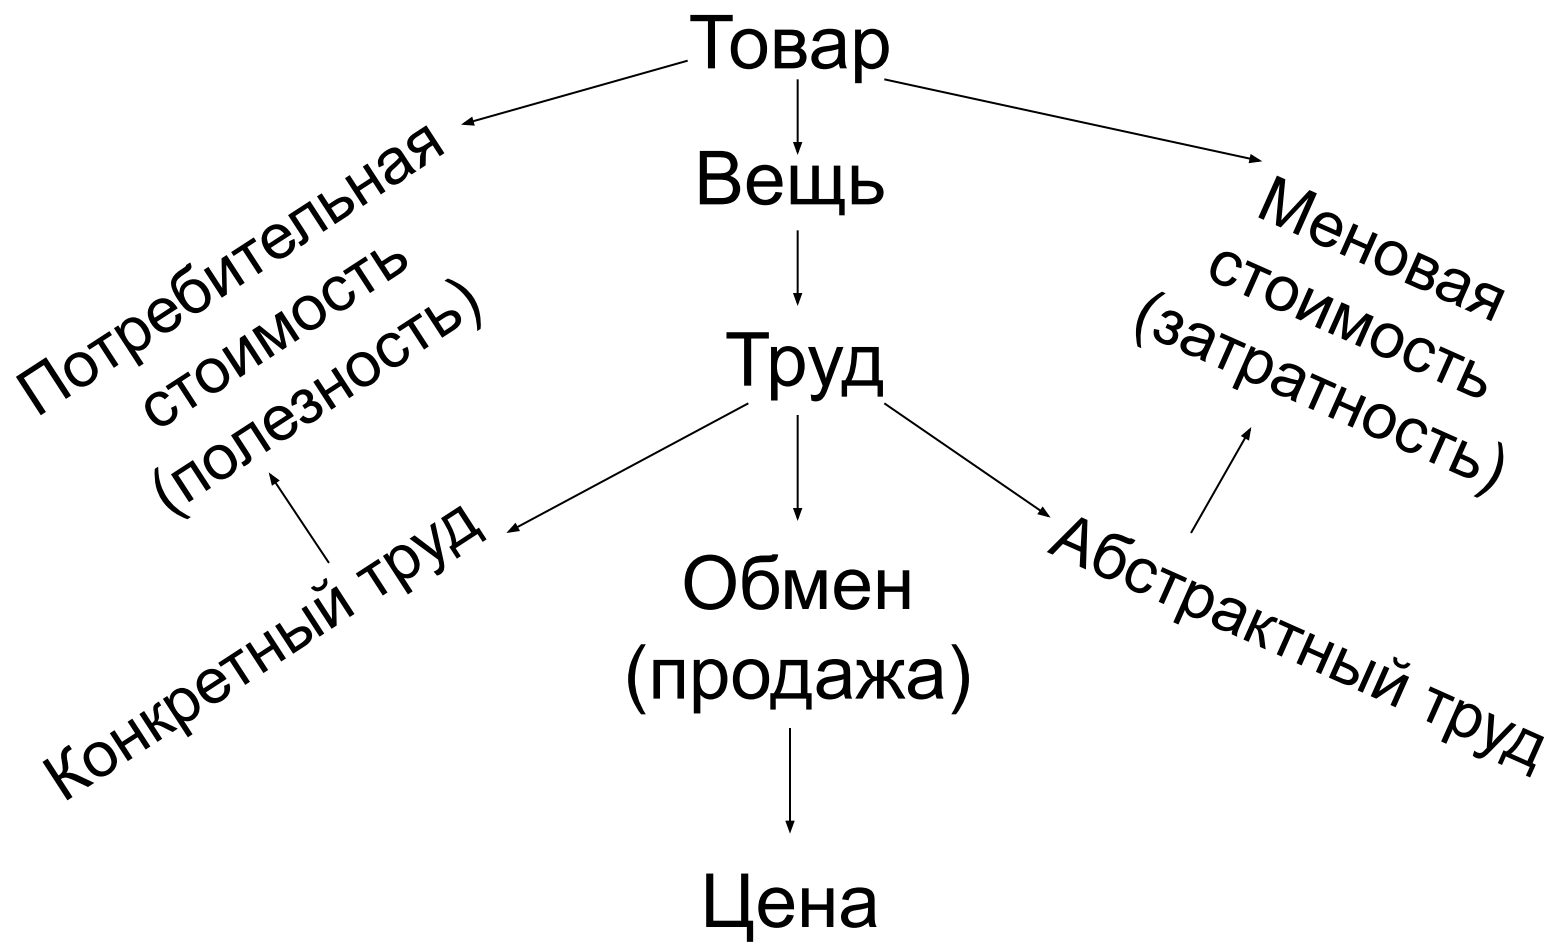 Товар
Вещь
Потребительная
стоимость
(полезность)
Меновая
стоимость
(затратность)
Труд
Конкретный труд
Обмен
(продажа)
Абстрактный труд
Цена